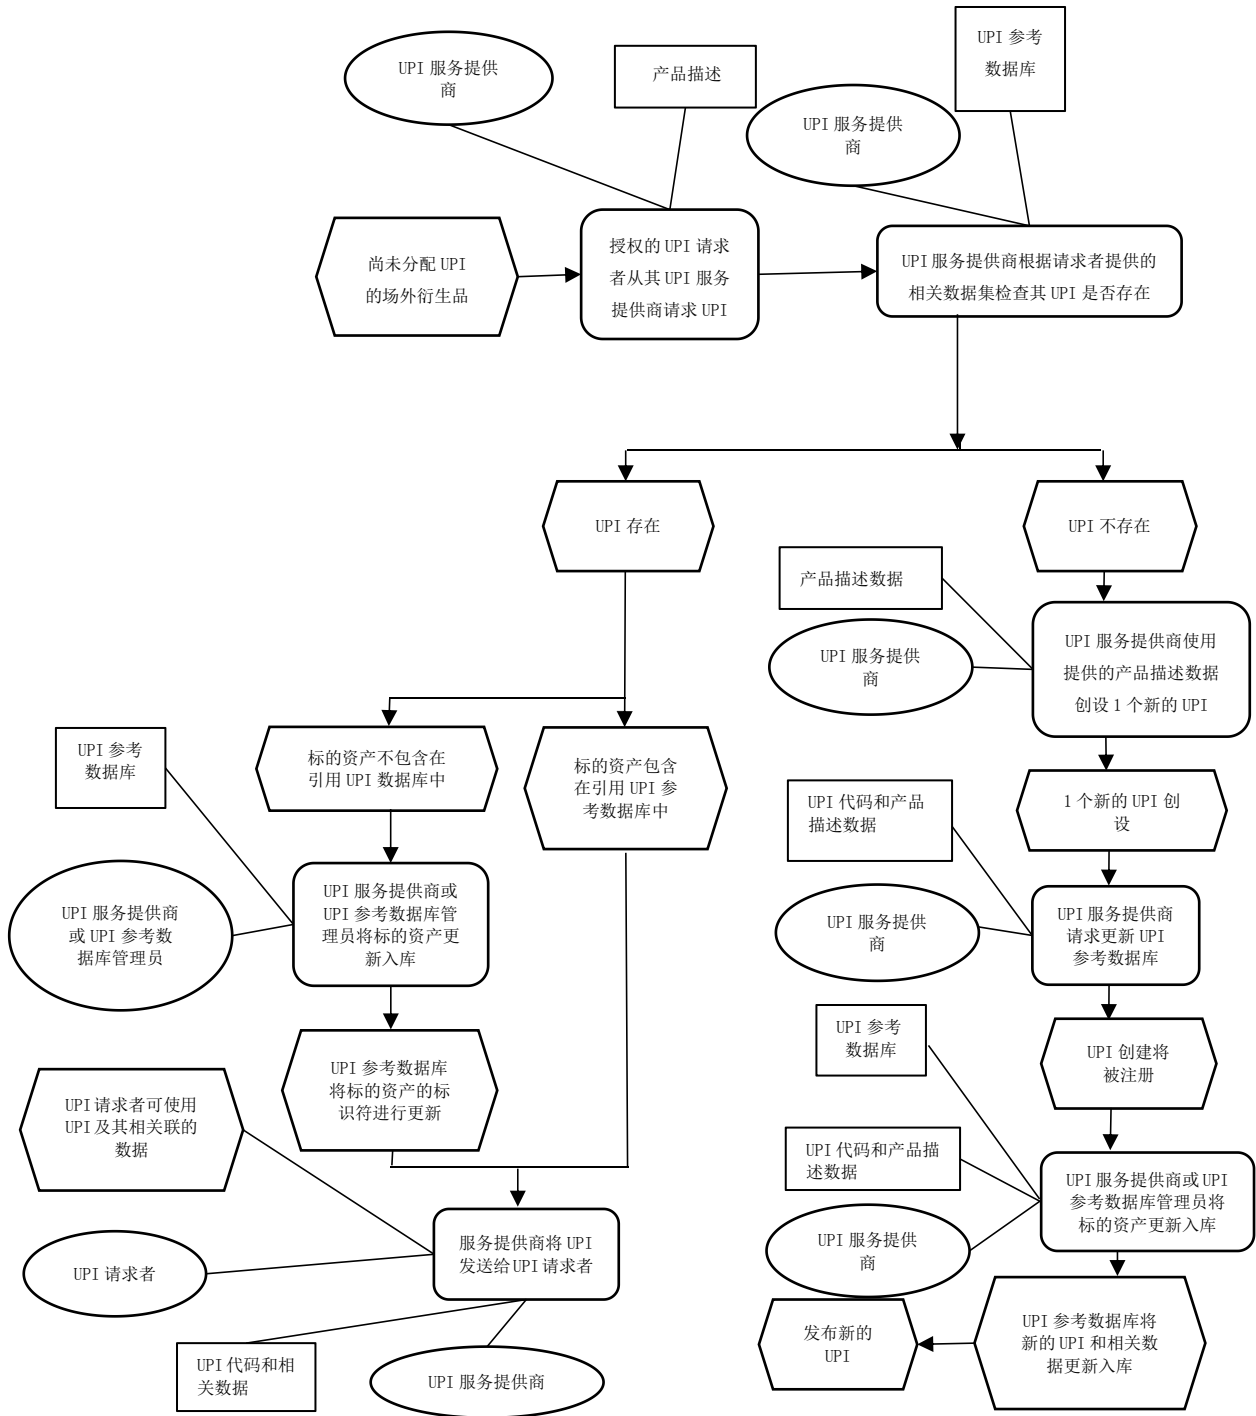 UPI 服务提供
商
产品描述
UPI 服务提供
商
UPI 参考
数据库
尚未分配 UPI
的场外衍生品
授权的 UPI 请求
者从其 UPI 服务
提供商请求 UPI
UPI 服务提供商根据请求者提供的
相关数据集检查其 UPI 是否存在
UPI 存在
UPI 不存在
产品描述数据
UPI 服务提供
商
UPI 服务提供商使用
提供的产品描述数据
创设 1 个新的 UPI
UPI 参考
数据库
标的资产不包含在
引用 UPI 数据库中
标的资产包含
在引用 UPI 参
考数据库中
UPI 代码和产品
描述数据
1 个新的 UPI 创
设
UPI 服务提供商
或 UPI 参考数
据库管理员
UPI 服务提供商或
UPI 参考数据库管
理员将标的资产更
新入库
UPI 服务提供
商
UPI 服务提供商
请求更新 UPI
参考数据库
UPI 参考
数据库
UPI 创建将
被注册
UPI 请求者可使用
UPI 及其相关联的
数据
UPI 参考数据库
将标的资产的标
识符进行更新
UPI 代码和产品描
述数据
UPI 服务提供商或 UPI
参考数据库管理员将
标的资产更新入库
UPI 服务提供
商
UPI 请求者
服务提供商将 UPI
发送给 UPI 请求者
UPI 代码和相
关数据
UPI 服务提供商
发布新的
UPI
UPI 参考数据库将
新的 UPI 和相关数
据更新入库